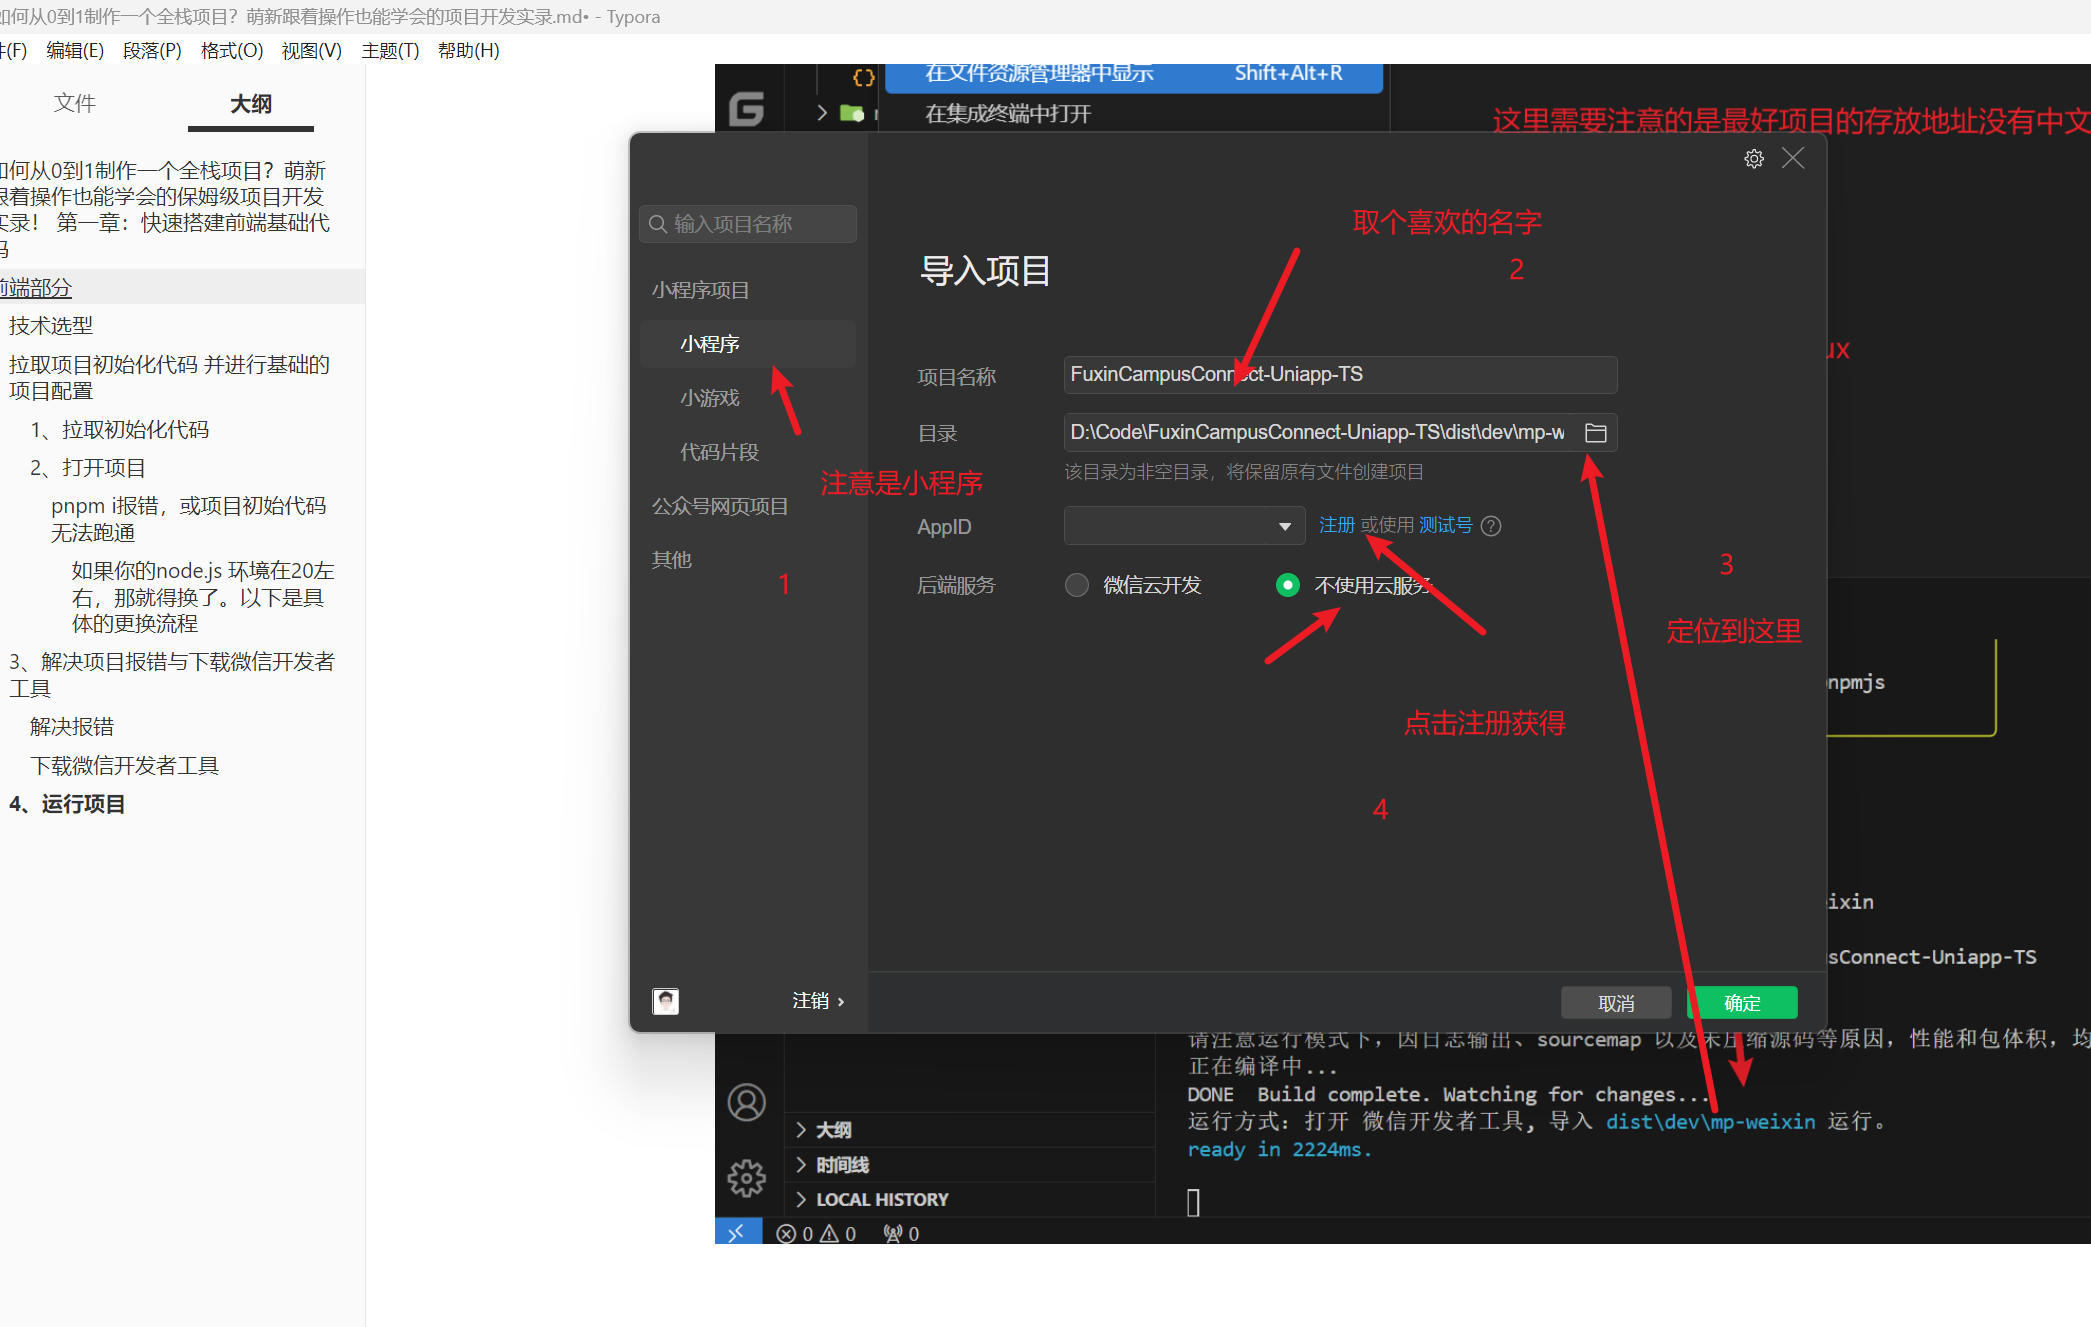 如何从0到1制作一个全栈项目？萌新跟着操作也能学会的项目开发实录.md• - Typora
件(F) 编辑(E) 段落(P) 格式(O) 视图(V) 主题(T) 帮助(H)
文件 大纲
如何从0到1制作一个全栈项目？萌新
跟着操作也能学会的保姆级项目开发
实录！ 第一章：快速搭建前端基础代
码
前端部分
技术选型
拉取项目初始化代码 并进行基础的
项目配置
1、拉取初始化代码
2、打开项目
pnpm i报错，或项目初始代码
无法跑通
如果你的node.js 环境在20左
右，那就得换了。以下是具
体的更换流程
3、解决项目报错与下载微信开发者
工具
解决报错
下载微信开发者工具
4、运行项目
在文件资源管理器中显示 Shift+Alt+R
在集成终端中打开
这里需要注意的是最好项目的存放地址没有中文
输入项目名称
小程序项目
小程序
小游戏
代码片段
公众号网页项目
其他
注意是小程序
1
注销 ›
导入项目
取个喜欢的名字
2
项目名称 FuxinCampusConnect-Uniapp-TS
目录 D:\Code\FuxinCampusConnect-Uniapp-TS\dist\dev\mp-w
该目录为非空目录，将保留原有文件创建项目
AppID 注册 或使用 测试号 ?
后端服务 微信云开发 不使用云服务
3
定位到这里
点击注册获得
4
取消 确定
ux
npmjs
ixin
sConnect-Uniapp-TS
请注意运行模式下，因日志输出、sourcemap 以及未压缩源码等原因，性能和包体积，均
正在编译中...
DONE Build complete. Watching for changes...
运行方式：打开 微信开发者工具, 导入 dist\dev\mp-weixin 运行。
ready in 2224ms.
大纲
时间线
LOCAL HISTORY
0 0 0